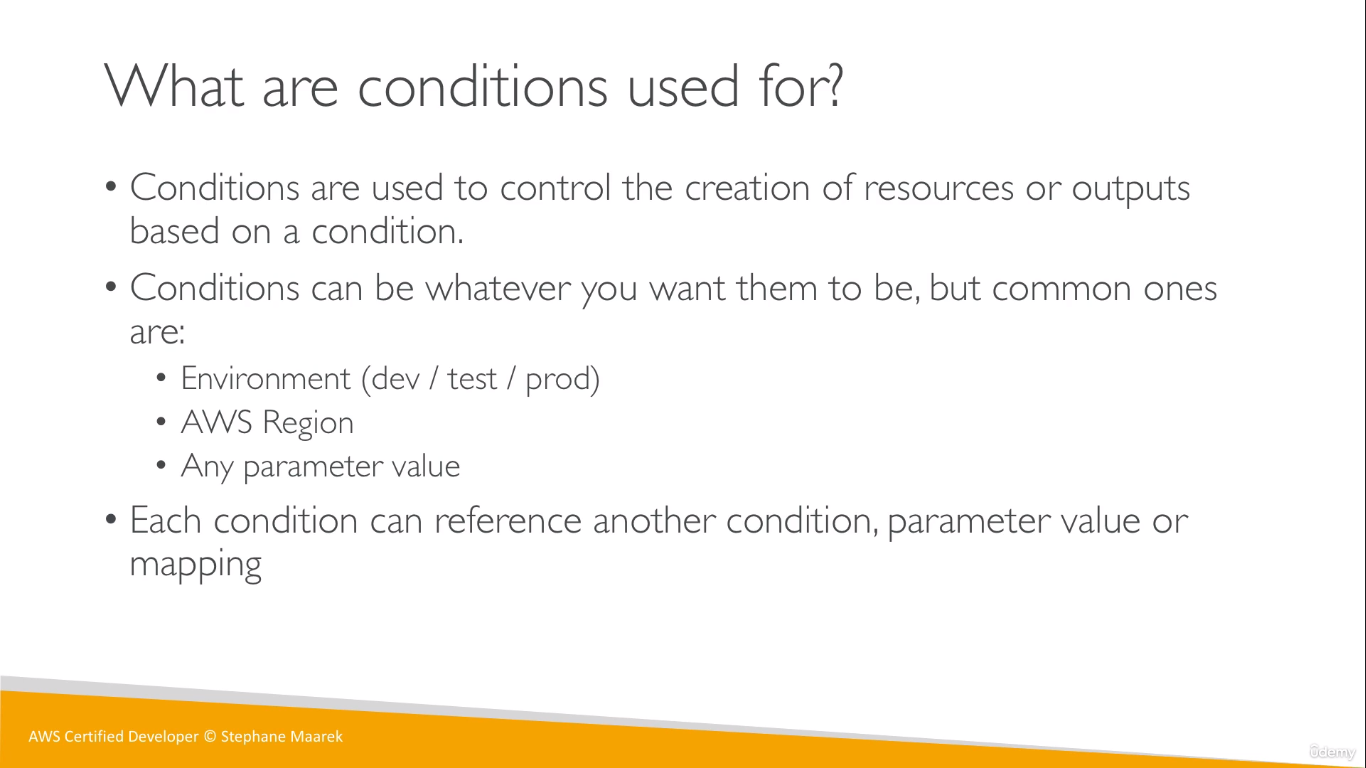 What are conditions used for?
• Conditions are used to control the creation of resources or outputs
based on a condition.
• Conditions can be whatever you want them to be, but common ones
are:
• Environment (dev / test / prod)
• AWS Region
• Any parameter value
• Each condition can reference another condition, parameter value or
mapping
AWS Certified Developer © Stephane Maarek
ûdemy